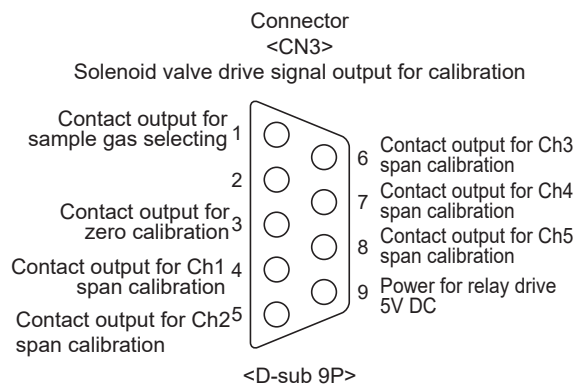 Connector
<CN3>
Solenoid valve drive signal output for calibration
Contact output for
sample gas selecting 1
2
Contact output for
zero calibration 3
Contact output for Ch1 4
span calibration
Contact output for Ch2 5
span calibration
6 Contact output for Ch3
span calibration
7 Contact output for Ch4
span calibration
8 Contact output for Ch5
span calibration
9 Power for relay drive
5V DC
<D-sub 9P>